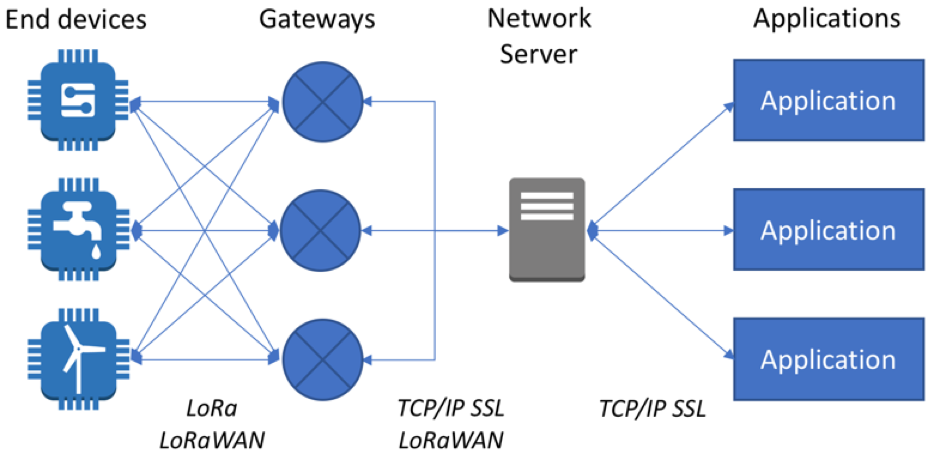 End devices
Gateways
Network
Server
Applications
Application
Application
Application
LoRa
LoRaWAN
TCP/IP SSL
LoRaWAN
TCP/IP SSL